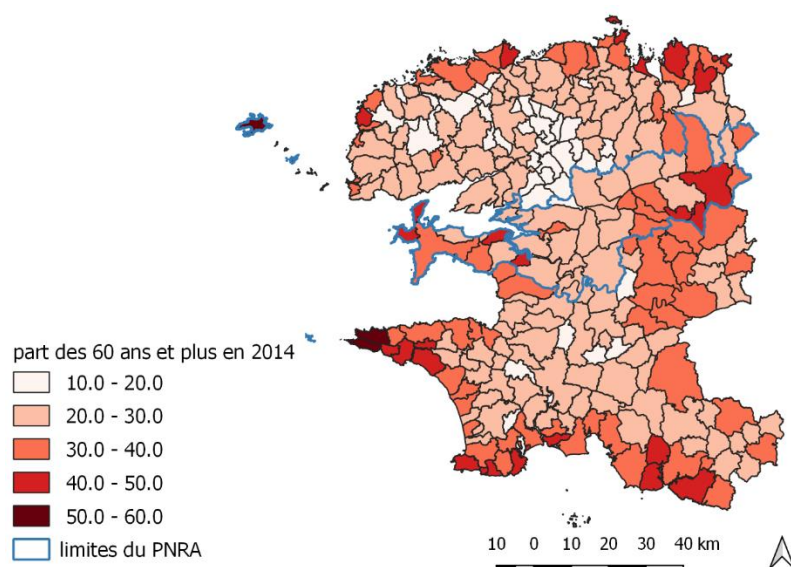 part des 60 ans et plus en 2014
10.0 - 20.0
20.0 - 30.0
30.0 - 40.0
40.0 - 50.0
50.0 - 60.0
limites du PNRA
10 0 10 20 30 40 km